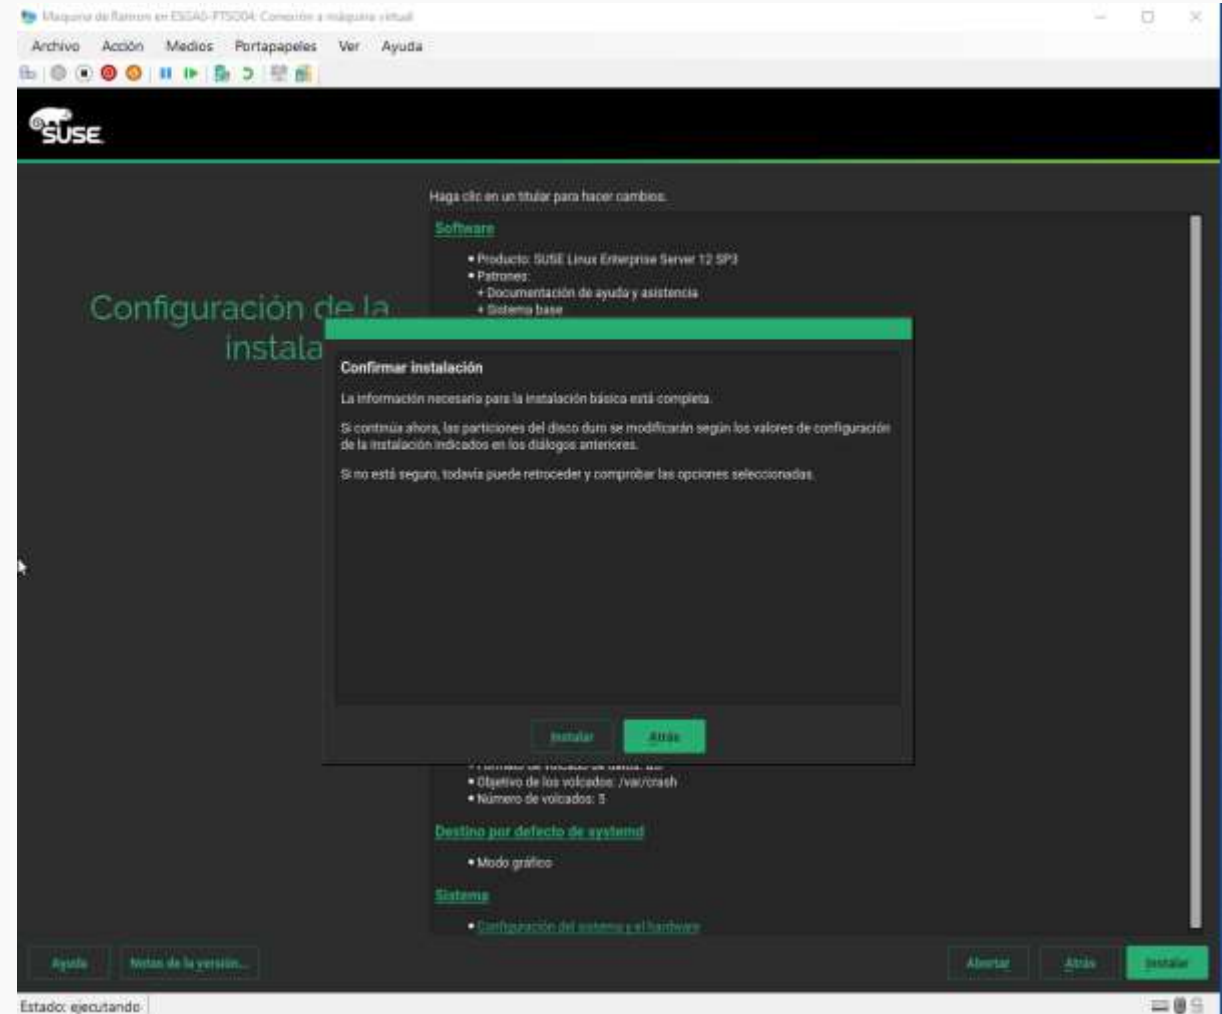 Maquina de Ramon en ESGAS-PTS004: Conexión a máquina virtual
Archivo Acción Medios Portapapeles Ver Ayuda
SUSE
Haga clic en un titular para hacer cambios.
Software
Producto: SUSE Linux Enterprise Server 12 SP3
Patrones:
+ Documentación de ayuda y asistencia
+ Sistema base
Configuración de la
instala
Confirmar instalación
La información necesaria para la instalación básica está completa.
Si continúa ahora, las particiones del disco duro se modificarán según los valores de configuración
de la instalación indicados en los diálogos anteriores.
Si no está seguro, todavía puede retroceder y comprobar las opciones seleccionadas.
Instalar Atrás
Objetivo de los volcados: /var/crash
Número de volcados: 5
Destino por defecto de systemd
Modo gráfico
Sistema
Configuración del sistema y el hardware
Ayuda Notas de la versión... Abortar Atrás Instalar
Estado: ejecutando